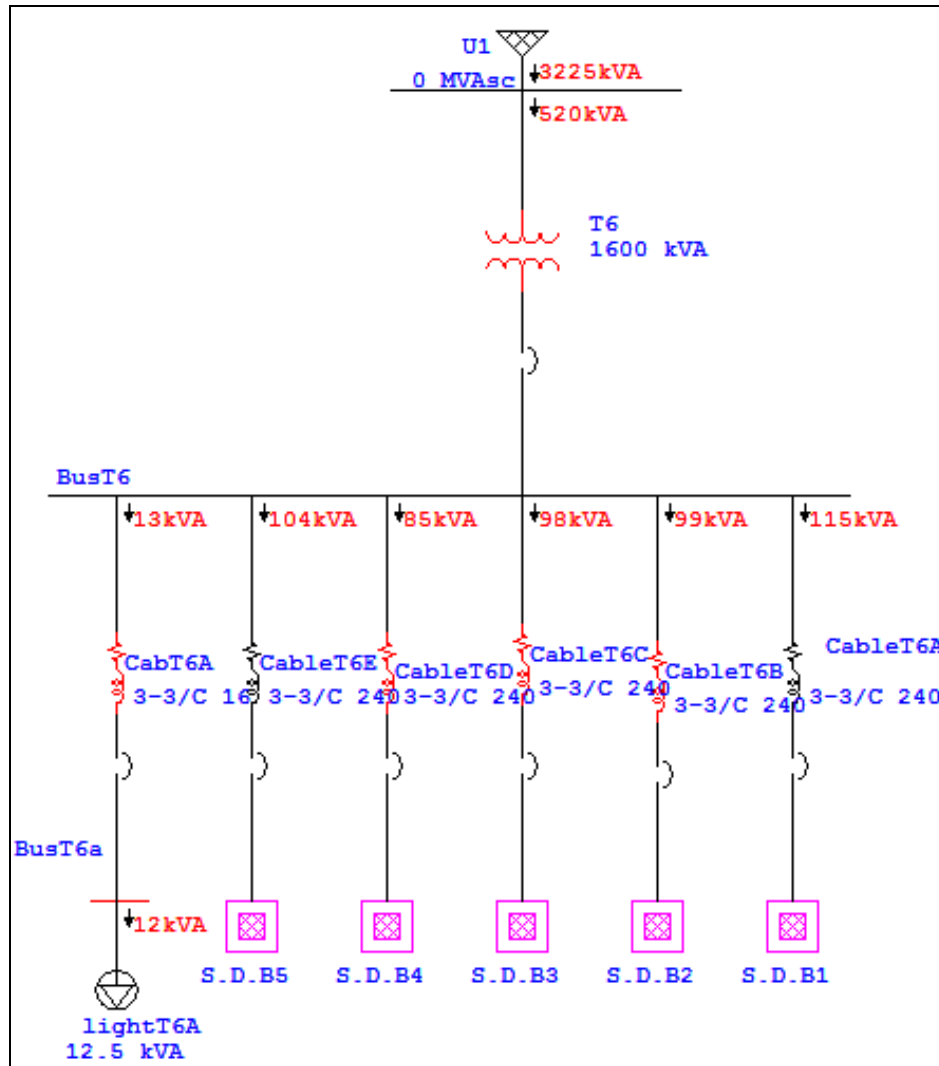 U1
3225kVA
0 MVAsc
520kVA
T6
1600 kVA
BusT6
13kVA
104kVA
85kVA
98kVA
99kVA
115kVA
CabT6A
3-3/C 16
CableT6E
3-3/C 240
CableT6D
3-3/C 240
CableT6C
3-3/C 240
CableT6B
3-3/C 240
CableT6A
3-3/C 240
BusT6a
12kVA
S.D.B5
S.D.B4
S.D.B3
S.D.B2
S.D.B1
lightT6A
12.5 kVA